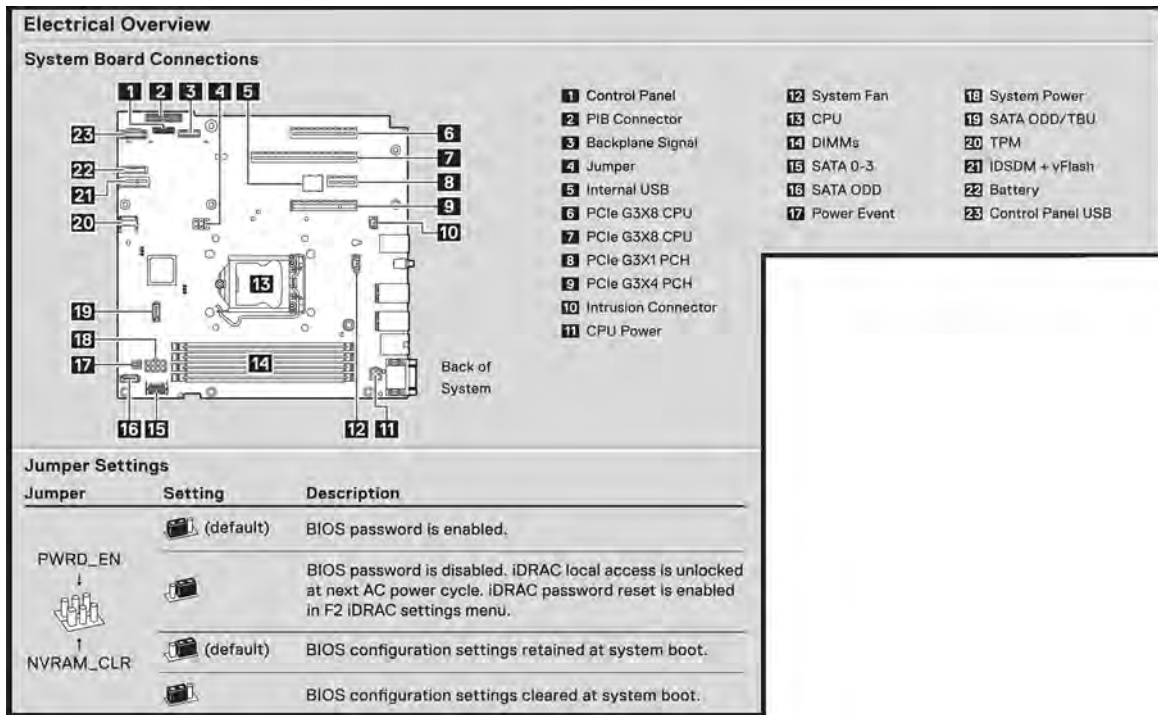 Electrical Overview
System Board Connections
1 2 3 4 5
23
6
7
22
8
21
9
20
10
13
19
18
17
14
Back of
System
16 15
12 11
1 Control Panel
2 PIB Connector
3 Backplane Signal
4 Jumper
5 Internal USB
6 PCIe G3X8 CPU
7 PCIe G3X8 CPU
8 PCIe G3X1 PCH
9 PCIe G3X4 PCH
10 Intrusion Connector
11 CPU Power
12 System Fan
13 CPU
14 DIMMs
15 SATA 0-3
16 SATA ODD
17 Power Event
18 System Power
19 SATA ODD/TBU
20 TPM
21 IDSDM + vFlash
22 Battery
23 Control Panel USB
Jumper Settings
Jumper Setting Description
PWRD_EN
NVRAM_CLR
(default) BIOS password is enabled.
BIOS password is disabled. iDRAC local access is unlocked
at next AC power cycle. iDRAC password reset is enabled
in F2 iDRAC settings menu.
(default) BIOS configuration settings retained at system boot.
BIOS configuration settings cleared at system boot.